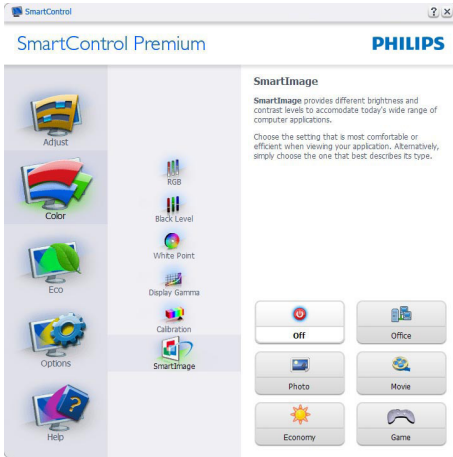 SmartControl
? x
SmartControl Premium
PHILIPS
Adjust
Color
Eco
Options
Help
RGB
Black Level
White Point
Display Gamma
Calibration
SmartImage
SmartImage
SmartImage provides different brightness and
contrast levels to accomodate today's wide range of
computer applications.
Choose the setting that is most comfortable or
efficient when viewing your application. Alternatively,
simply choose the one that best describes its type.
Off
Office
Photo
Movie
Economy
Game